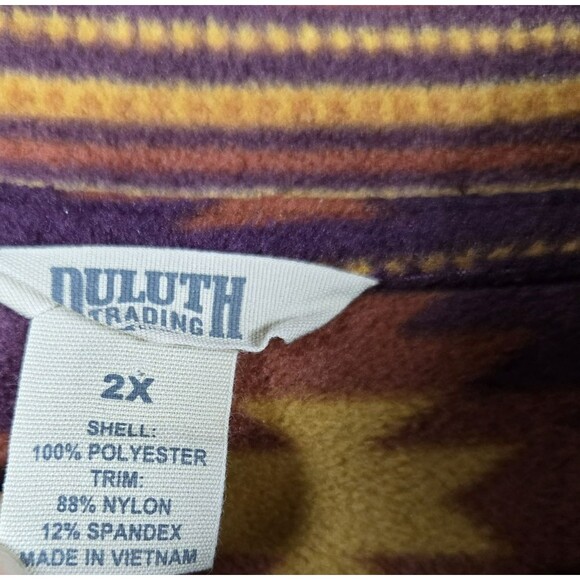 DULUTH
TRADING
2X
SHELL:
100% POLYESTER
TRIM:
88% NYLON
12% SPANDEX
MADE IN VIETNAM